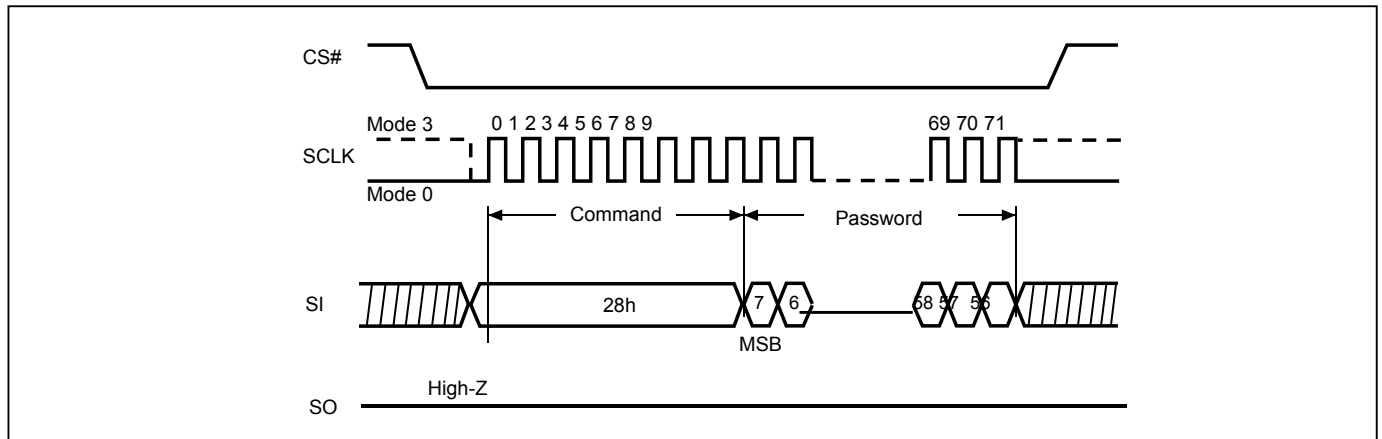 CS#
Mode 3
0 1 2 3 4 5 6 7 8 9
69 70 71
SCLK
Mode 0
Command
Password
SI
28h
7
6
58 57 56
MSB
High-Z
SO